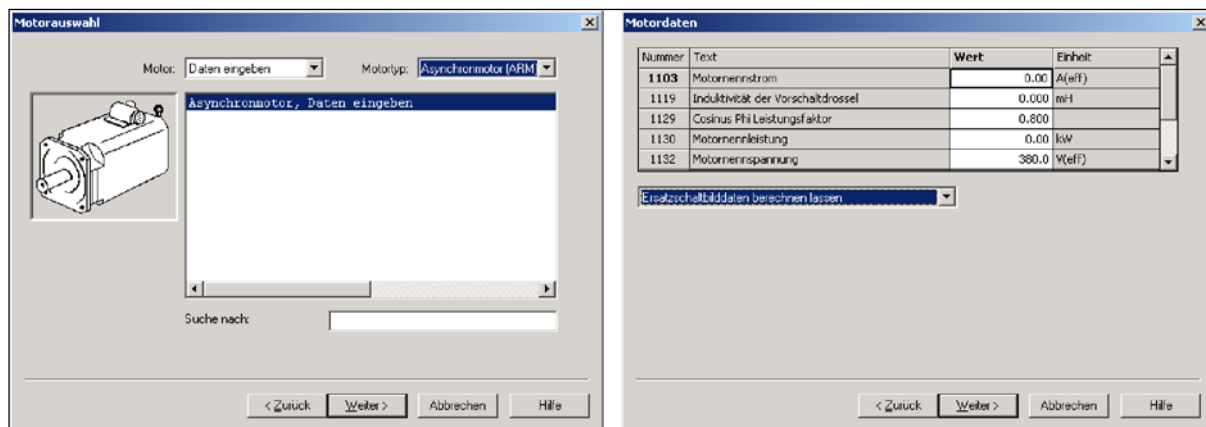 Motorauswahl
Motor: Daten eingeben Motortyp: Asynchronmotor (ARM)
Asynchronmotor, Daten eingeben
Suche nach:
< Zurück Weiter > Abbrechen Hilfe
Motordaten
Nummer Text Wert Einheit
1103 Motornennstrom 0.00 A(eff)
1119 Induktivität der Vorschaltdrossel 0.000 mH
1129 Cosinus Phi Leistungsfaktor 0.800
1130 Motornennleistung 0.00 kW
1132 Motornennspannung 380.0 V(eff)
Ersatzschaltbilddaten berechnen lassen
< Zurück Weiter > Abbrechen Hilfe